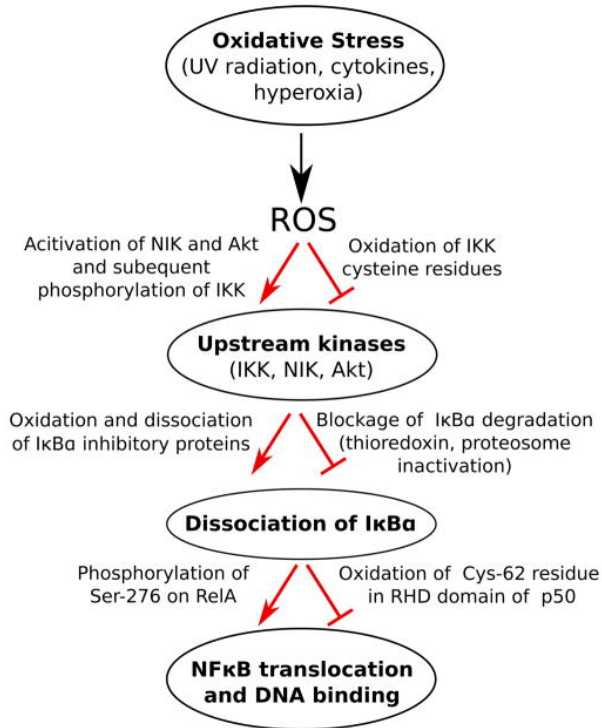 Oxidative Stress
(UV radiation, cytokines,
hyperoxia)
ROS
Acitivation of NIK and Akt
and subequent
phosphorylation of IKK
Oxidation of IKK
cysteine residues
Upstream kinases
(IKK, NIK, Akt)
Oxidation and dissociation
of IκBα inhibitory proteins
Blockage of IκBα degradation
(thioredoxin, proteosome
inactivation)
Dissociation of IκBα
Phosphorylation of
Ser-276 on RelA
Oxidation of Cys-62 residue
in RHD domain of p50
NFκB translocation
and DNA binding